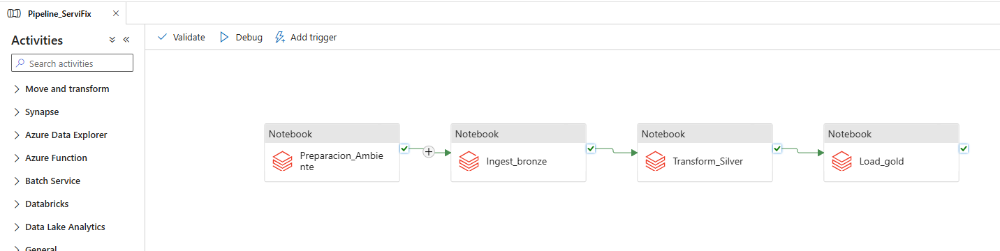 Pipeline_ServiFix
Activities
Search activities
Move and transform
Synapse
Azure Data Explorer
Azure Function
Batch Service
Databricks
Data Lake Analytics
General
Validate Debug Add trigger
Notebook
Preparacion_Ambie
nte
Notebook
Ingest_bronze
Notebook
Transform_Silver
Notebook
Load_gold